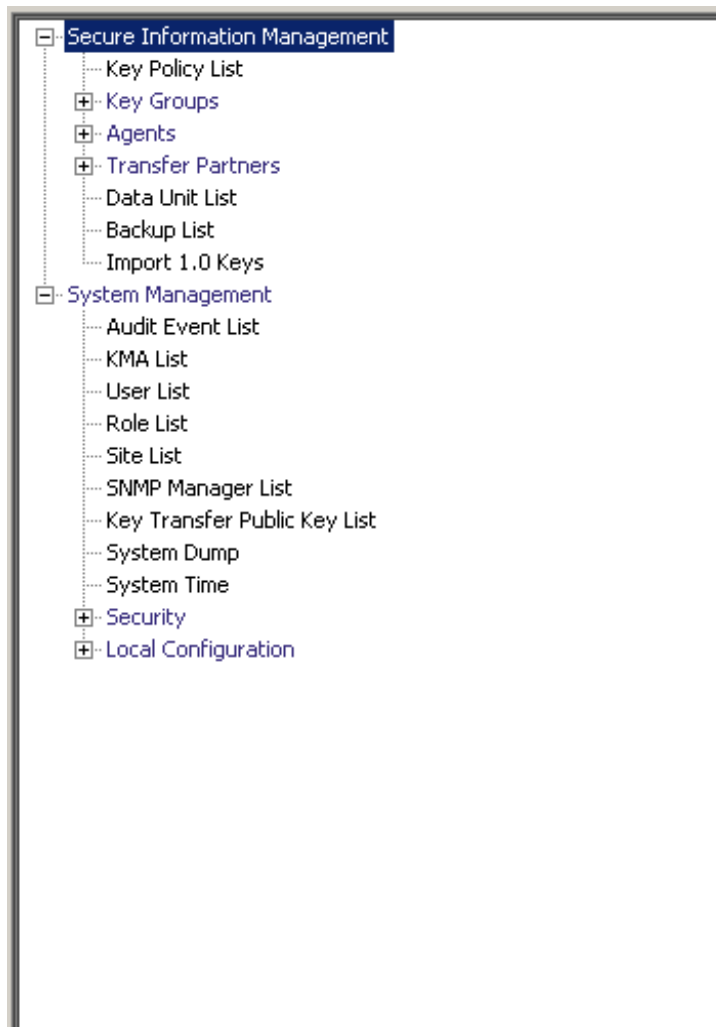 Secure Information Management
Key Policy List
Key Groups
Agents
Transfer Partners
Data Unit List
Backup List
Import 1.0 Keys
System Management
Audit Event List
KMA List
User List
Role List
Site List
SNMP Manager List
Key Transfer Public Key List
System Dump
System Time
Security
Local Configuration